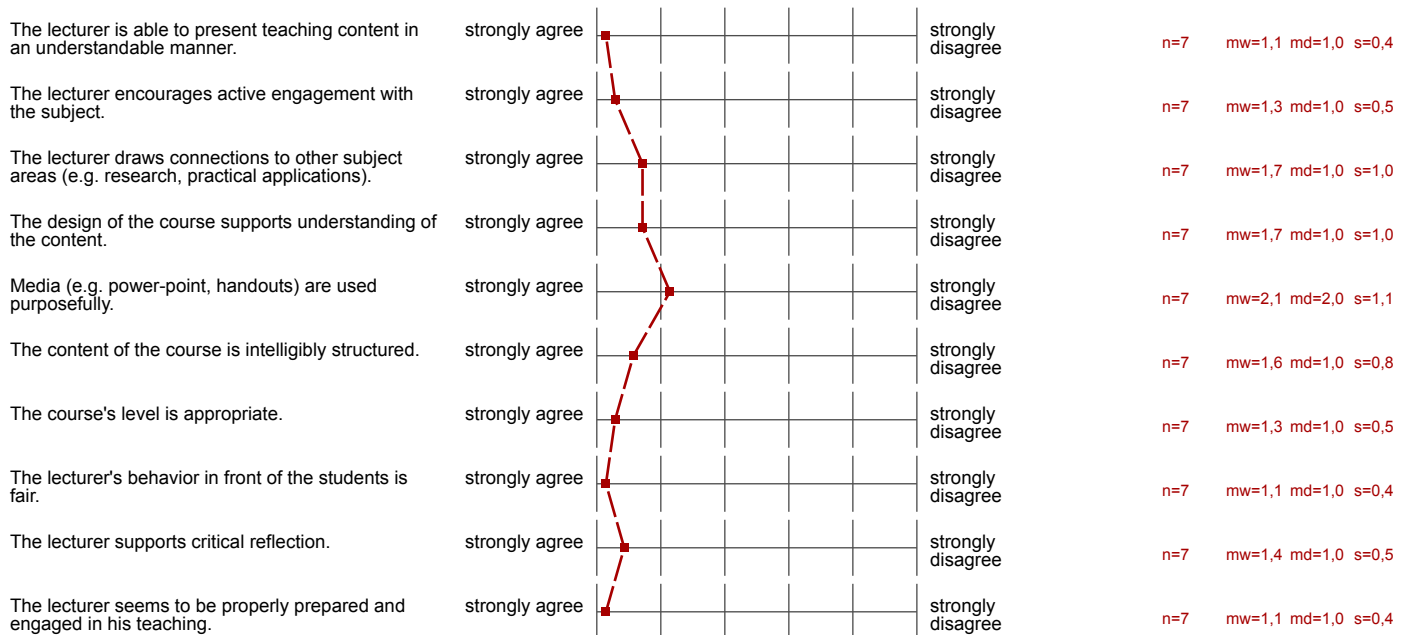 The lecturer is able to present teaching content in
an understandable manner.
strongly agree
strongly
disagree
n=7 mw=1,1 md=1,0 s=0,4
The lecturer encourages active engagement with
the subject.
strongly agree
strongly
disagree
n=7 mw=1,3 md=1,0 s=0,5
The lecturer draws connections to other subject
areas (e.g. research, practical applications).
strongly agree
strongly
disagree
n=7 mw=1,7 md=1,0 s=1,0
The design of the course supports understanding of
the content.
strongly agree
strongly
disagree
n=7 mw=1,7 md=1,0 s=1,0
Media (e.g. power-point, handouts) are used
purposefully.
strongly agree
strongly
disagree
n=7 mw=2,1 md=2,0 s=1,1
The content of the course is intelligibly structured.
strongly agree
strongly
disagree
n=7 mw=1,6 md=1,0 s=0,8
The course's level is appropriate.
strongly agree
strongly
disagree
n=7 mw=1,3 md=1,0 s=0,5
The lecturer's behavior in front of the students is
fair.
strongly agree
strongly
disagree
n=7 mw=1,1 md=1,0 s=0,4
The lecturer supports critical reflection.
strongly agree
strongly
disagree
n=7 mw=1,4 md=1,0 s=0,5
The lecturer seems to be properly prepared and
engaged in his teaching.
strongly agree
strongly
disagree
n=7 mw=1,1 md=1,0 s=0,4